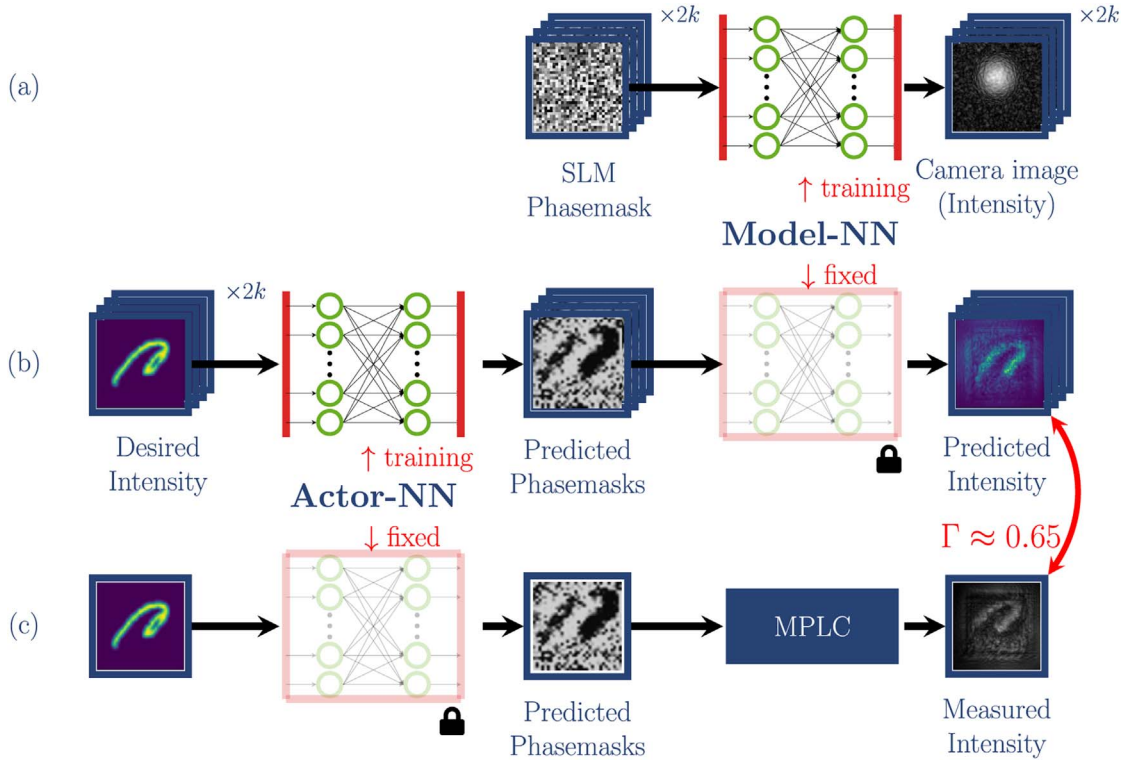 ×2k
×2k
(a)
SLM
Phasemask
↑ training
Camera image
(Intensity)
Model-NN
↓ fixed
×2k
(b)
Desired
Intensity
↑ training
Predicted
Phasemasks
Predicted
Intensity
Actor-NN
↓ fixed
Γ ≈ 0.65
(c)
MPLC
Predicted
Phasemasks
Measured
Intensity